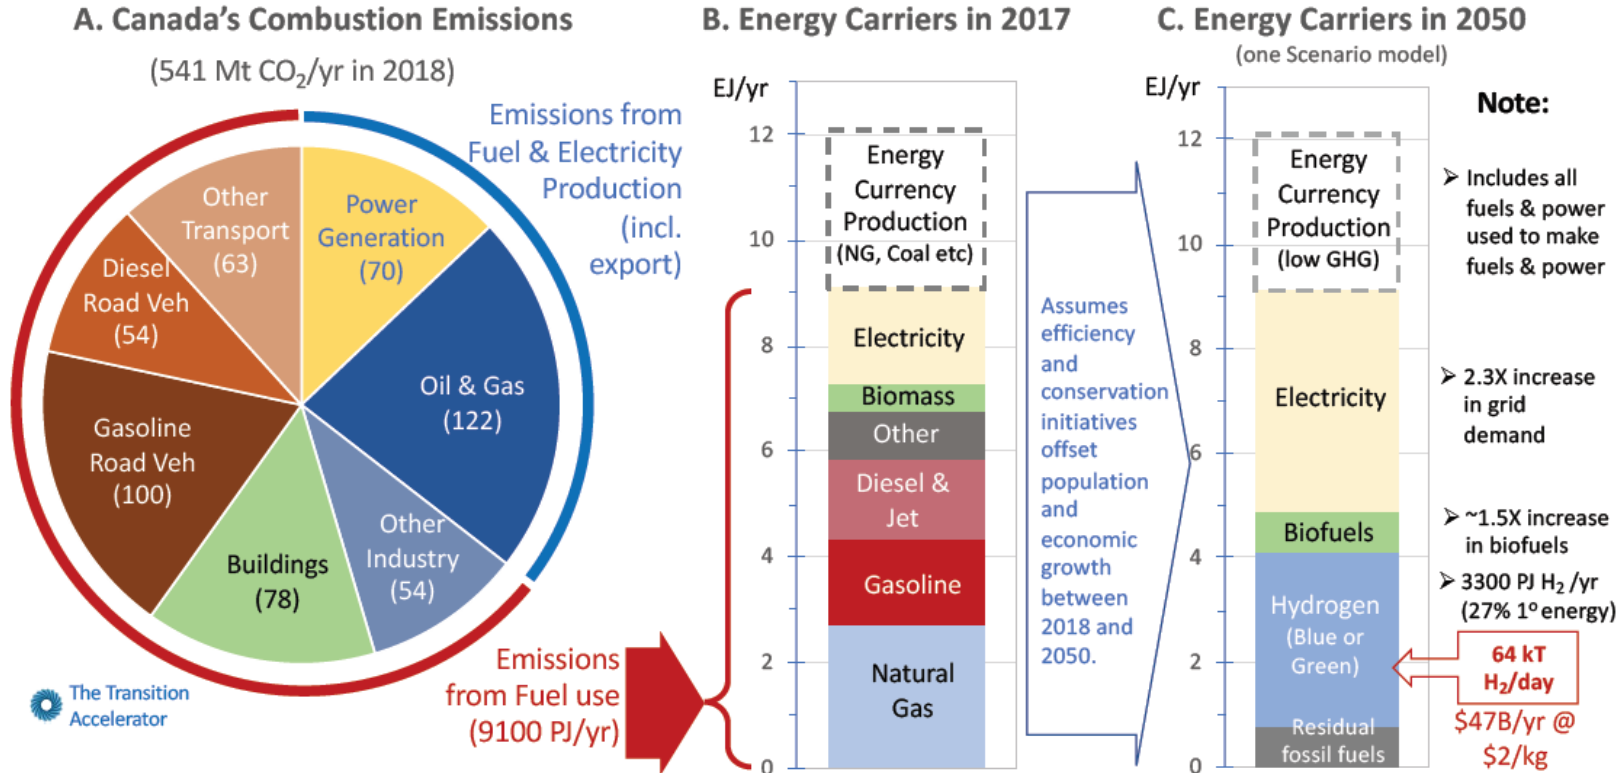 A. Canada's Combustion Emissions
(541 Mt CO₂/yr in 2018)
Emissions from
Fuel & Electricity
Production
(incl.
export)
Power
Generation
(70)
Oil & Gas
(122)
Other
Industry
(54)
Buildings
(78)
Gasoline
Road Veh
(100)
Diesel
Road Veh
(54)
Other
Transport
(63)
Emissions
from Fuel use
(9100 PJ/yr)
The Transition
Accelerator
B. Energy Carriers in 2017
EJ/yr
12
10
8
6
4
2
0
Energy
Currency
Production
(NG, Coal etc)
Electricity
Biomass
Other
Diesel &
Jet
Gasoline
Natural
Gas
Assumes
efficiency
and
conservation
initiatives
offset
population
and
economic
growth
between
2018 and
2050.
C. Energy Carriers in 2050
(one Scenario model)
EJ/yr
12
10
8
6
4
2
0
Energy
Currency
Production
(low GHG)
Electricity
Biofuels
Hydrogen
(Blue or
Green)
Residual
fossil fuels
Note:
➢ Includes all
fuels & power
used to make
fuels & power
➢ 2.3X increase
in grid
demand
➢ ~1.5X increase
in biofuels
➢ 3300 PJ H₂ /yr
(27% 1º energy)
64 kT
H₂/day
$47B/yr @
$2/kg